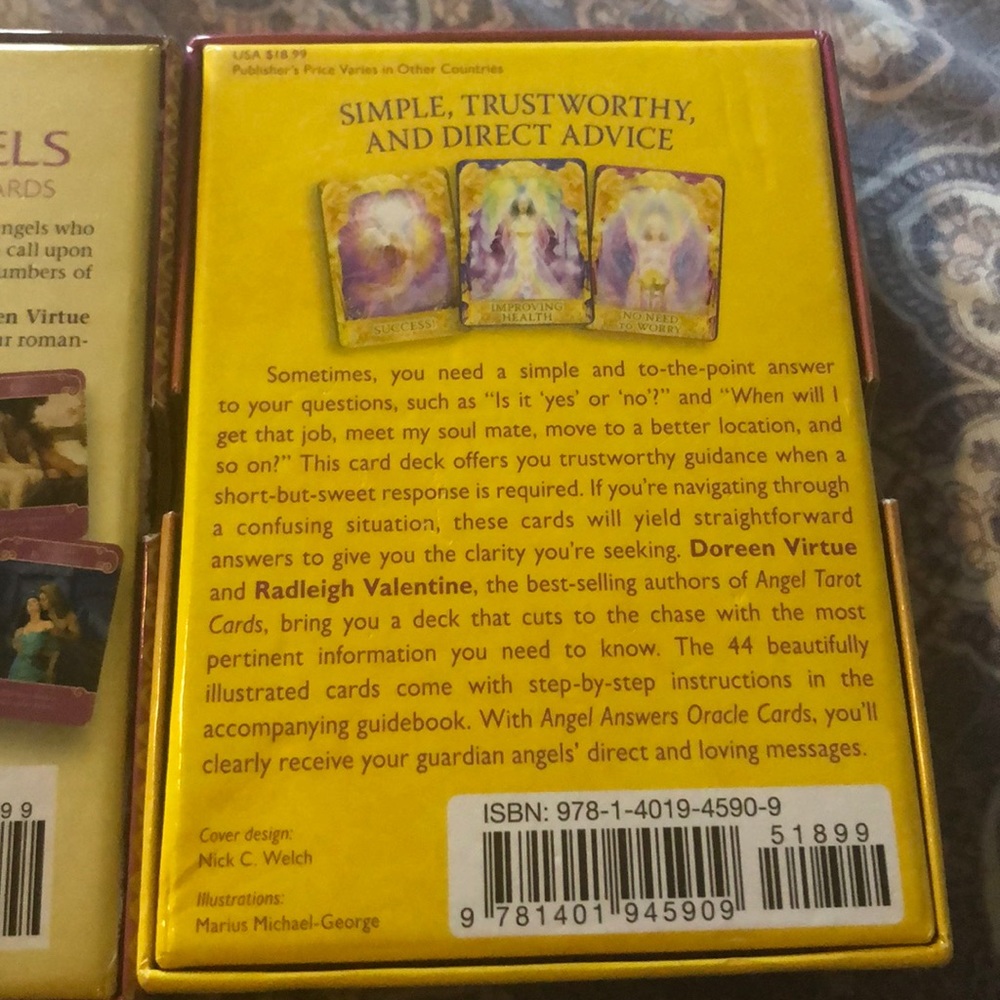 ELS
ARDS
ngels who
call upon
umbers of
en Virtue
ur roman-
99
USA $18.99
Publisher's Price Varies in Other Countries
SIMPLE, TRUSTWORTHY,
AND DIRECT ADVICE
SUCCESS!
IMPROVING
HEALTH
NO NEED
TO WORRY
Sometimes, you need a simple and to-the-point answer
to your questions, such as “Is it ‘yes’ or ‘no’?” and “When will I
get that job, meet my soul mate, move to a better location, and
so on?” This card deck offers you trustworthy guidance when a
short-but-sweet response is required. If you’re navigating through
a confusing situation, these cards will yield straightforward
answers to give you the clarity you’re seeking. Doreen Virtue
and Radleigh Valentine, the best-selling authors of Angel Tarot
Cards, bring you a deck that cuts to the chase with the most
pertinent information you need to know. The 44 beautifully
illustrated cards come with step-by-step instructions in the
accompanying guidebook. With Angel Answers Oracle Cards, you’ll
clearly receive your guardian angels’ direct and loving messages.
Cover design:
Nick C. Welch
Illustrations:
Marius Michael-George
ISBN: 978-1-4019-4590-9
51899
9 781401 945909